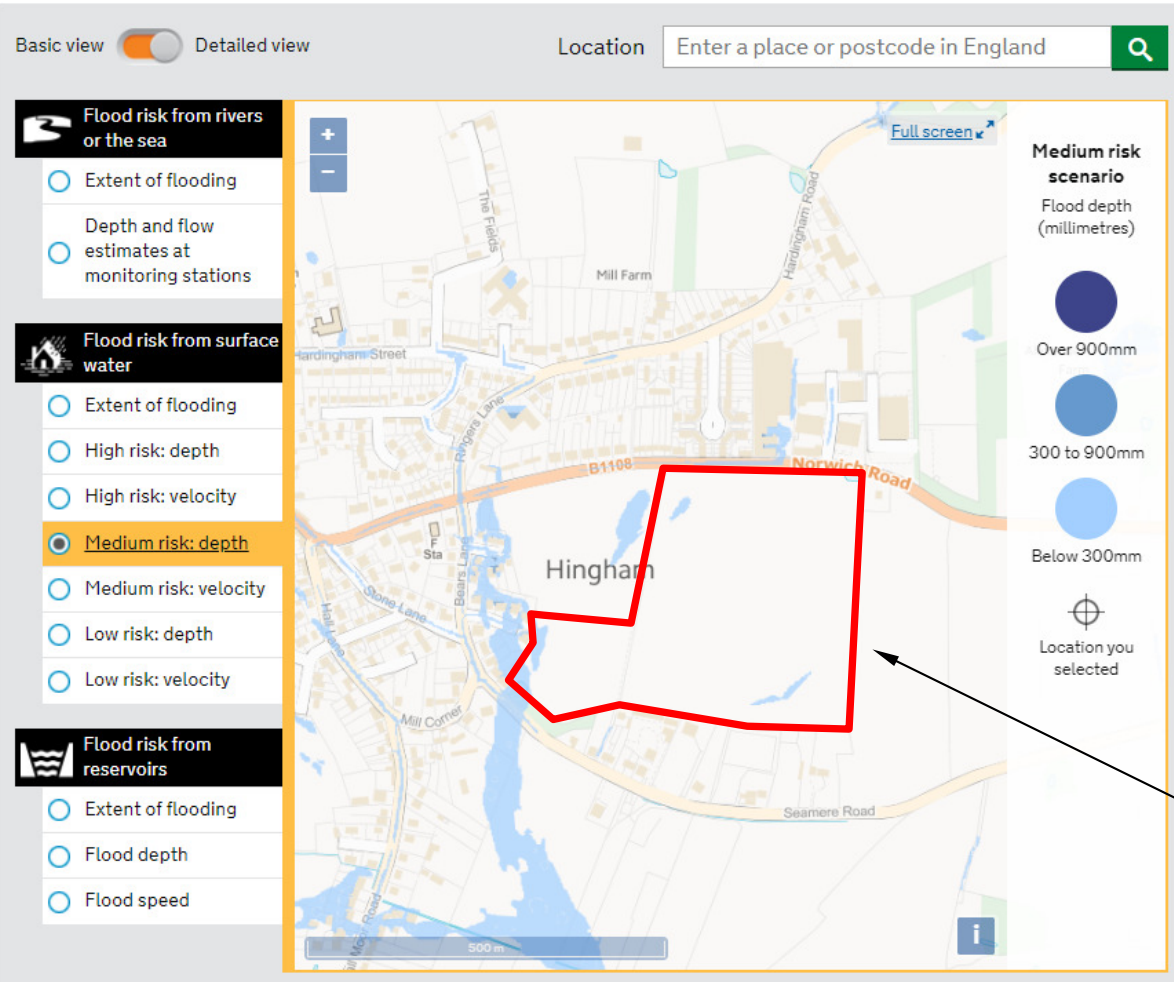 Basic view
Detailed view
Location
Enter a place or postcode in England
Flood risk from rivers
or the sea
Extent of flooding
Depth and flow
estimates at
monitoring stations
Flood risk from surface
water
Extent of flooding
High risk: depth
High risk: velocity
Medium risk: depth
Medium risk: velocity
Low risk: depth
Low risk: velocity
Flood risk from
reservoirs
Extent of flooding
Flood depth
Flood speed
+
−
Full screen
The Fields
Hardingham Road
Mill Farm
Hardingham Street
Ringers Lane
B1108
Norwich Road
F
Sta
Bears Lane
Hingham
Stone Lane
Hall Lane
Mill Corner
Seamere Road
500 m
i
Medium risk
scenario
Flood depth
(millimetres)
Over 900mm
300 to 900mm
Below 300mm
Location you
selected